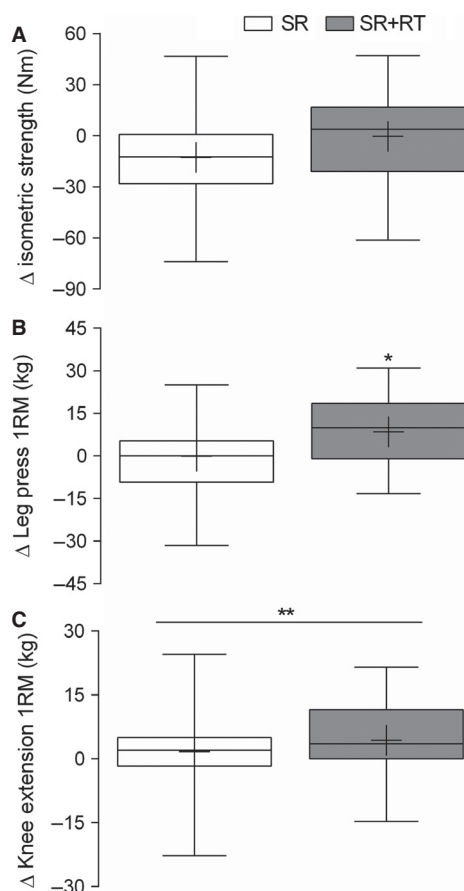 SR SR+RT
A
Δ isometric strength (Nm)
60
30
0
–30
–60
–90
B
Δ Leg press 1RM (kg)
45
30
15
0
–15
–30
–45
*
C
Δ Knee extension 1RM (kg)
30
15
0
–15
–30
**